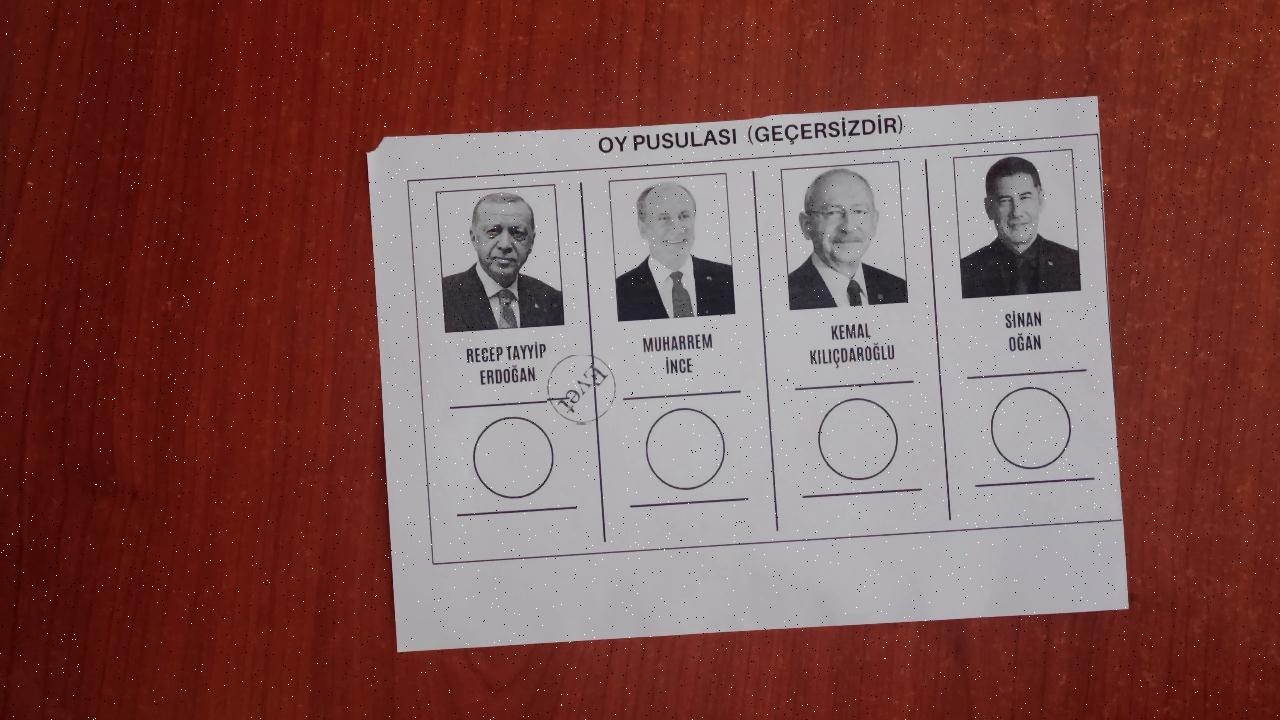 OY PUSULASI (GEÇERSİZDİR)
RECEP TAYYİP
ERDOĞAN
MUHARREM
İNCE
KEMAL
KILIÇDAROĞLU
SİNAN
OĞAN
Evet